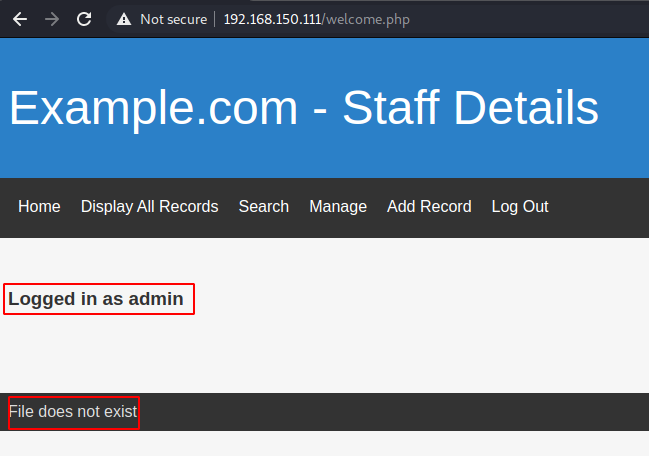 Not secure | 192.168.150.111/welcome.php
Example.com - Staff Details
Home Display All Records Search Manage Add Record Log Out
Logged in as admin
File does not exist